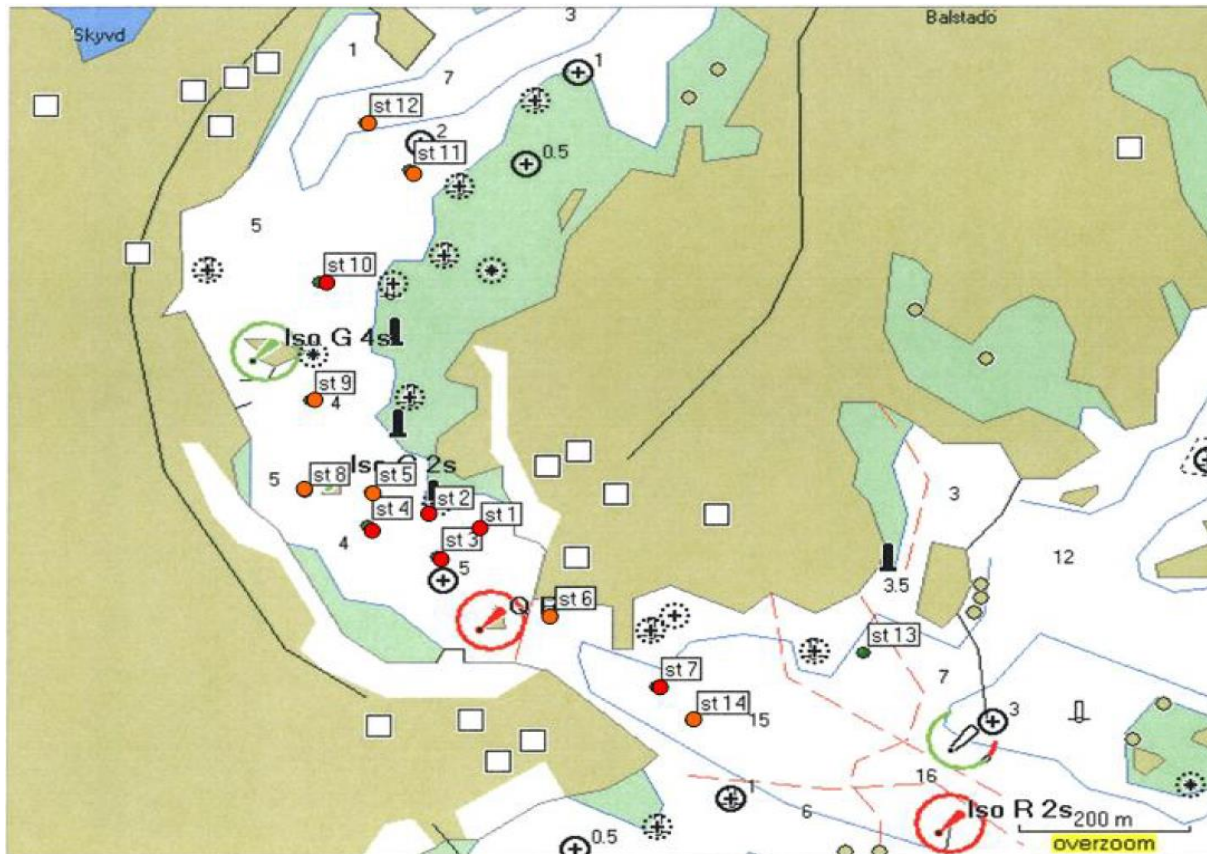 3
Balstadö
Skyvd
1
7
1
st 12
2
st 11
0.5
5
st 10
Iso G 4s
st 9
4
2s
st 8
st 5
5
3
st 2
st 4
st 1
4
st 3
5
12
3.5
Q
st 6
st 13
st 7
7
st 14
15
3
16
1
6
Iso R 2s
200 m
0.5
overzoom